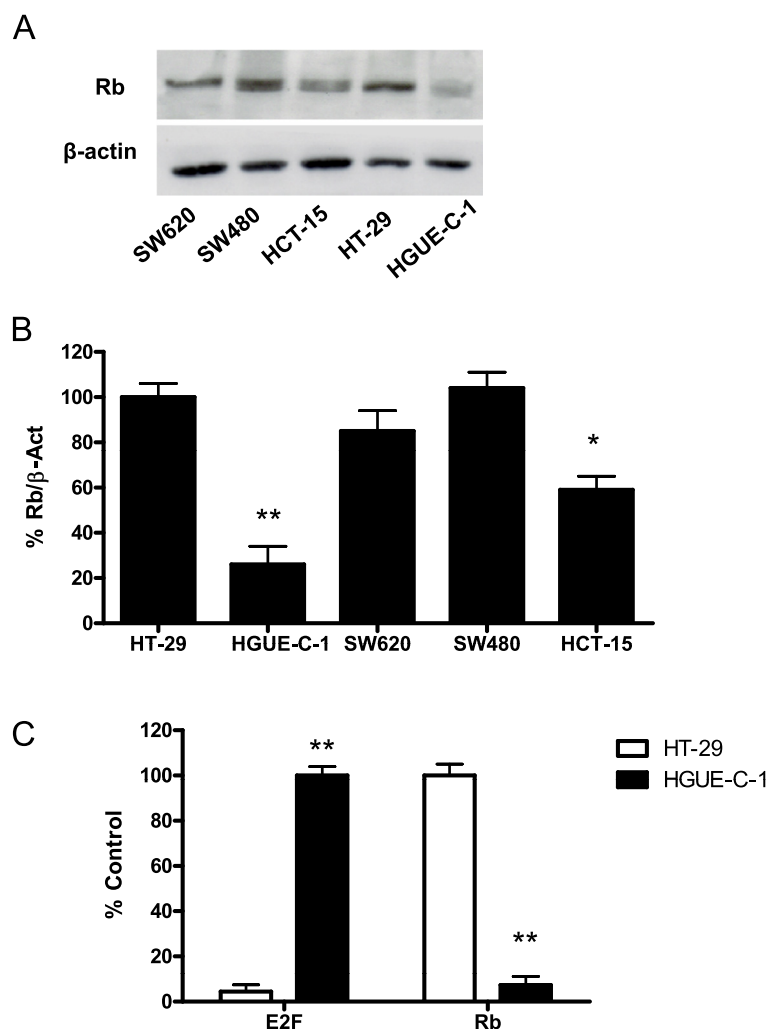 A
Rb
β-actin
SW620
SW480
HCT-15
HT-29
HGUE-C-1
B
% Rb/β-Act
120
100
80
60
40
20
0
**
*
HT-29
HGUE-C-1
SW620
SW480
HCT-15
C
% Control
120
100
80
60
40
20
0
**
**
E2F
Rb
HT-29
HGUE-C-1